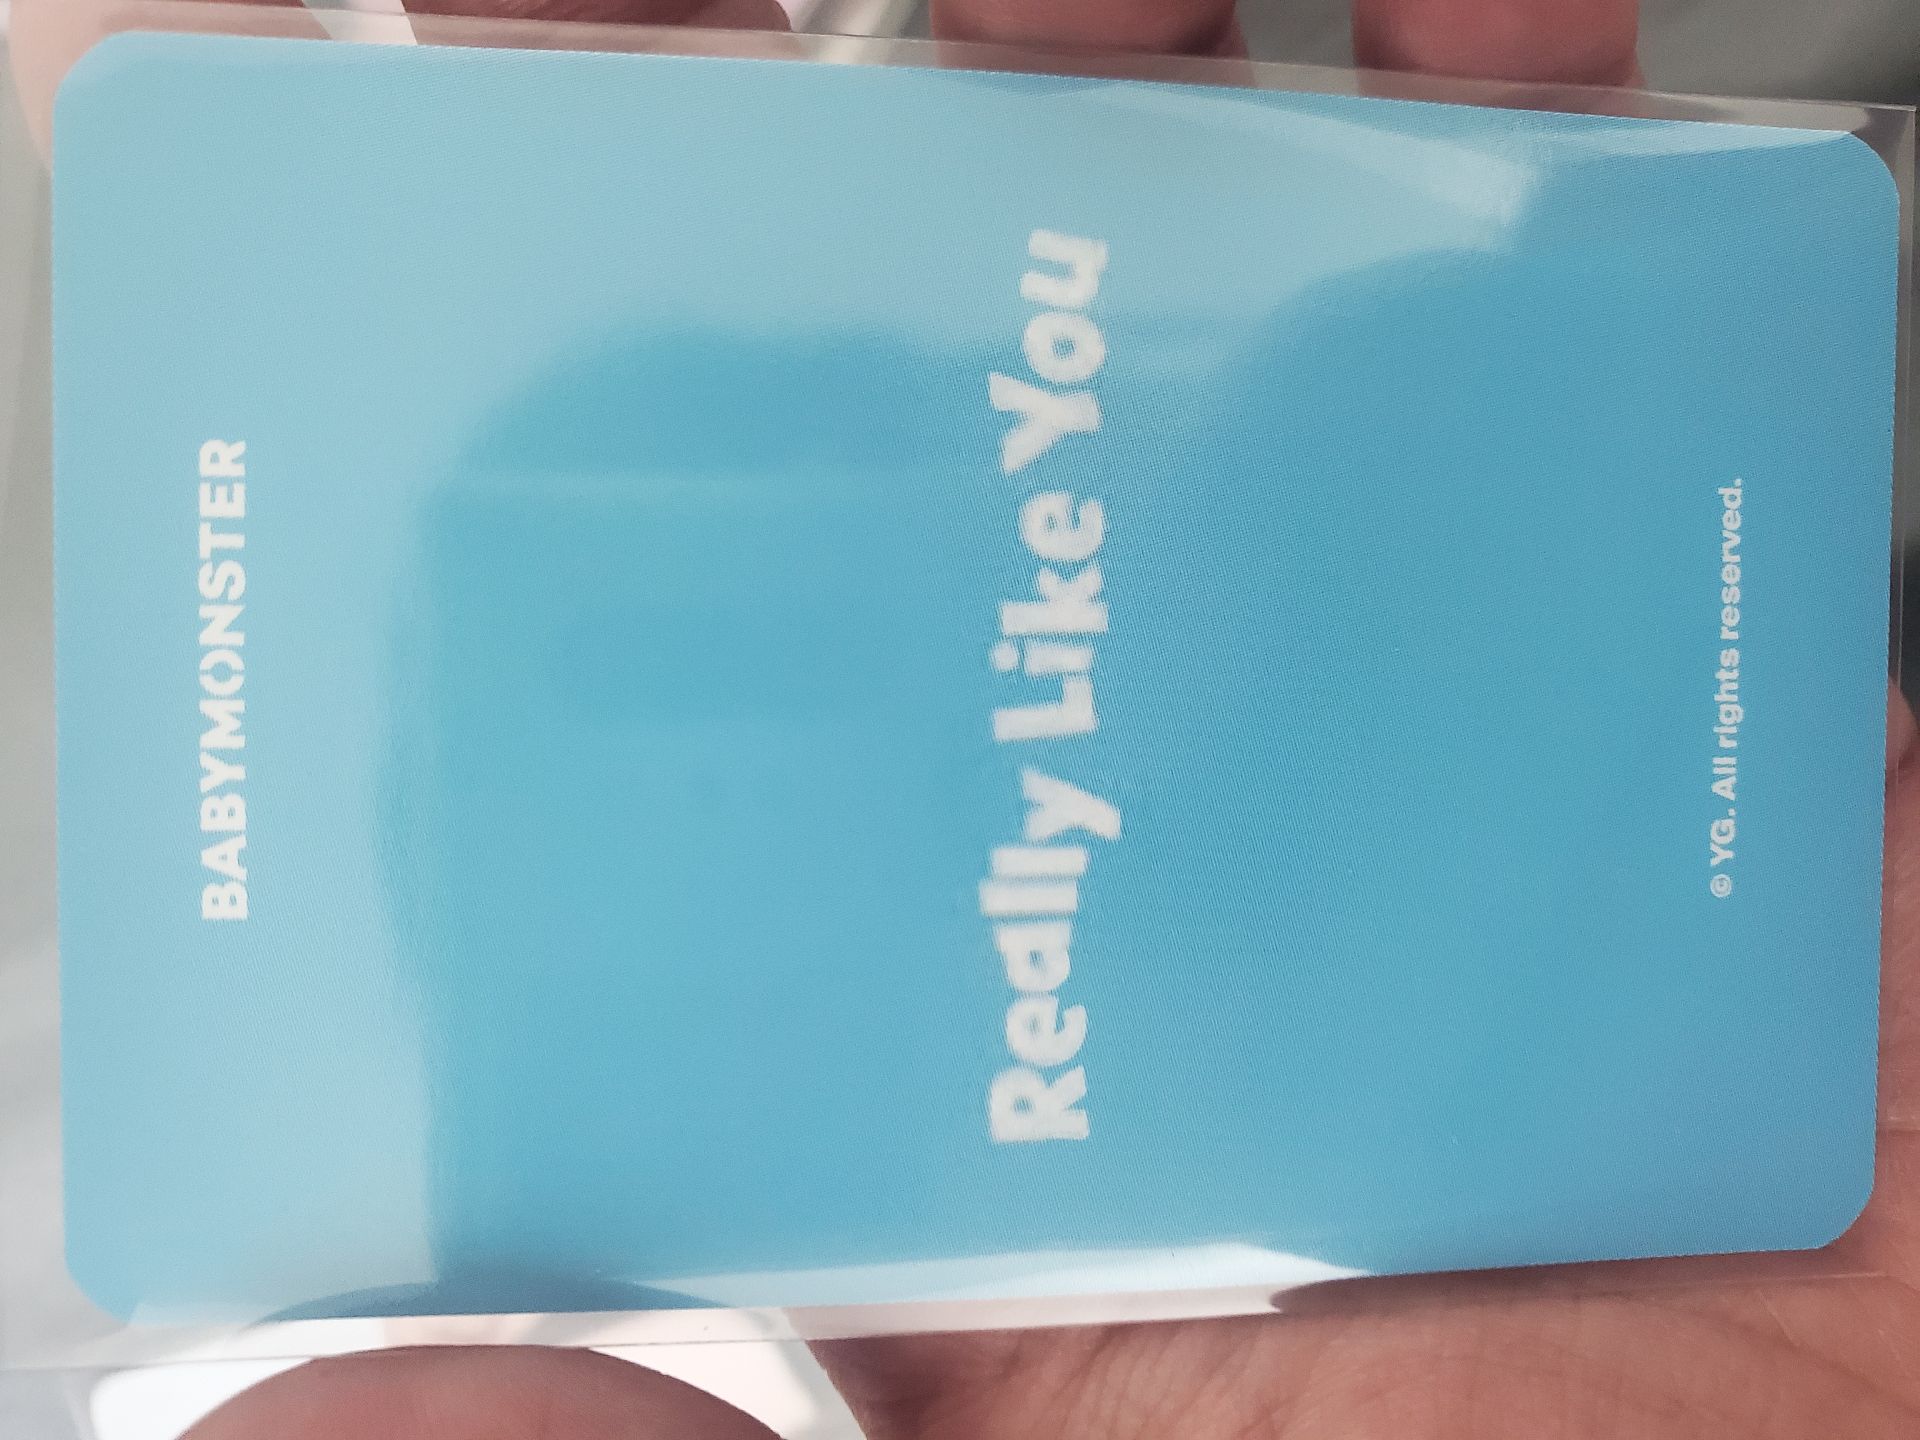 BABYMONSTER
Really Like You
© YG. All rights reserved.